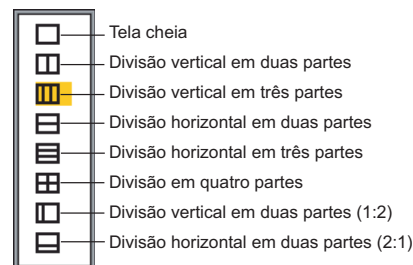 Tela cheia
Divisão vertical em duas partes
Divisão vertical em três partes
Divisão horizontal em duas partes
Divisão horizontal em três partes
Divisão em quatro partes
Divisão vertical em duas partes (1:2)
Divisão horizontal em duas partes (2:1)